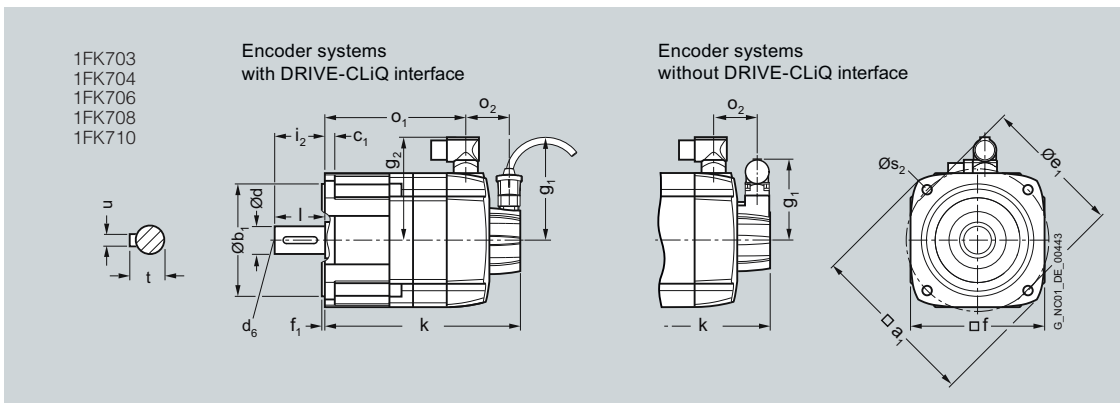 1FK703
1FK704
1FK706
1FK708
1FK710
Encoder systems
with DRIVE-CLiQ interface
Encoder systems
without DRIVE-CLiQ interface
o₁
o₂
i₂
c₁
g₂
g₁
u
t
Øb₁
Ød
l
d₆
f₁
k
o₂
g₁
k
Øs₂
Øe₁
□ f
□ a₁
G_NC01_DE_00443